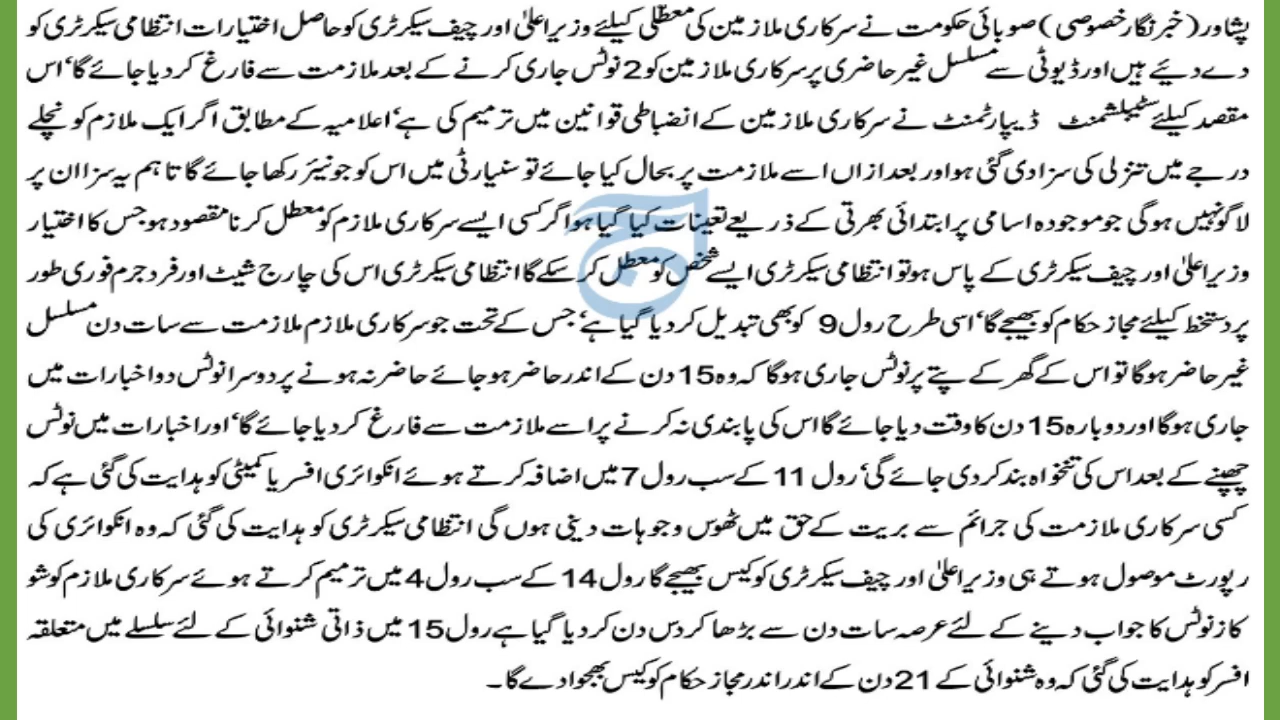 پشاور (خبرنگار خصوصی) صوبائی حکومت نے سرکاری ملازمین کی معطلی کیلئے وزیراعلیٰ اور چیف سیکرٹری کو حاصل اختیارات انتظامی سیکرٹری کو
دے دیئے ہیں اور ڈیوٹی سے مسلسل غیر حاضری پر سرکاری ملازمین کو 2 نوٹس جاری کرنے کے بعد ملازمت سے فارغ کر دیا جائے گا، اس
مقصد کیلئے سٹیبلشمنٹ ڈیپارٹمنٹ نے سرکاری ملازمین کے انضباطی قوانین میں ترمیم کی ہے، اعلامیہ کے مطابق اگر ایک ملازم کو نچلے
درجے میں تنزلی کی سزا دی گئی ہو اور بعد ازاں اسے ملازمت پر بحال کیا جائے تو سنیارٹی میں اس کو جونیئر رکھا جائے گا تاہم یہ سزا ان پر
لاگو نہیں ہوگی جو موجودہ اسامی پر ابتدائی بھرتی کے ذریعے تعینات کیا گیا ہو اگر کسی ایسے سرکاری ملازم کو معطل کرنا مقصود ہو جس کا اختیار
وزیراعلیٰ اور چیف سیکرٹری کے پاس ہو تو انتظامی سیکرٹری ایسے شخص کو معطل کر سکے گا انتظامی سیکرٹری اس کی چارج شیٹ اور فرد جرم فوری طور
پر دستخط کیلئے مجاز حکام کو بھیجے گا، اسی طرح رول 9 کو بھی تبدیل کر دیا گیا ہے، جس کے تحت جو سرکاری ملازم ملازمت سے سات دن مسلسل
غیر حاضر ہوگا تو اس کے گھر کے پتے پر نوٹس جاری ہوگا کہ وہ 15 دن کے اندر حاضر ہو جائے حاضر نہ ہونے پر دوسرا نوٹس دو اخبارات میں
جاری ہوگا اور دوبارہ 15 دن کا وقت دیا جائے گا اس کی پابندی نہ کرنے پر اسے ملازمت سے فارغ کر دیا جائے گا، اور اخبارات میں نوٹس
چھپنے کے بعد اس کی تنخواہ بند کر دی جائے گی، رول 11 کے سب رول 7 میں اضافہ کرتے ہوئے انکوائری افسر یا کمیٹی کو ہدایت کی گئی ہے کہ
کسی سرکاری ملازمت کی جرائم سے بریت کے حق میں ٹھوس وجوہات دینی ہوں گی انتظامی سیکرٹری کو ہدایت کی گئی کہ وہ انکوائری کی
رپورٹ موصول ہوتے ہی وزیراعلیٰ اور چیف سیکرٹری کو کیس بھیجے گا رول 14 کے سب رول 4 میں ترمیم کرتے ہوئے سرکاری ملازم کو شو
کاز نوٹس کا جواب دینے کے لئے عرصہ سات دن سے بڑھا کر دس دن کر دیا گیا ہے رول 15 میں ذاتی شنوائی کے لئے سلسلے میں متعلقہ
افسر کو ہدایت کی گئی کہ وہ شنوائی کے 21 دن کے اندر اندر مجاز حکام کو کیس بھجوا دے گا۔